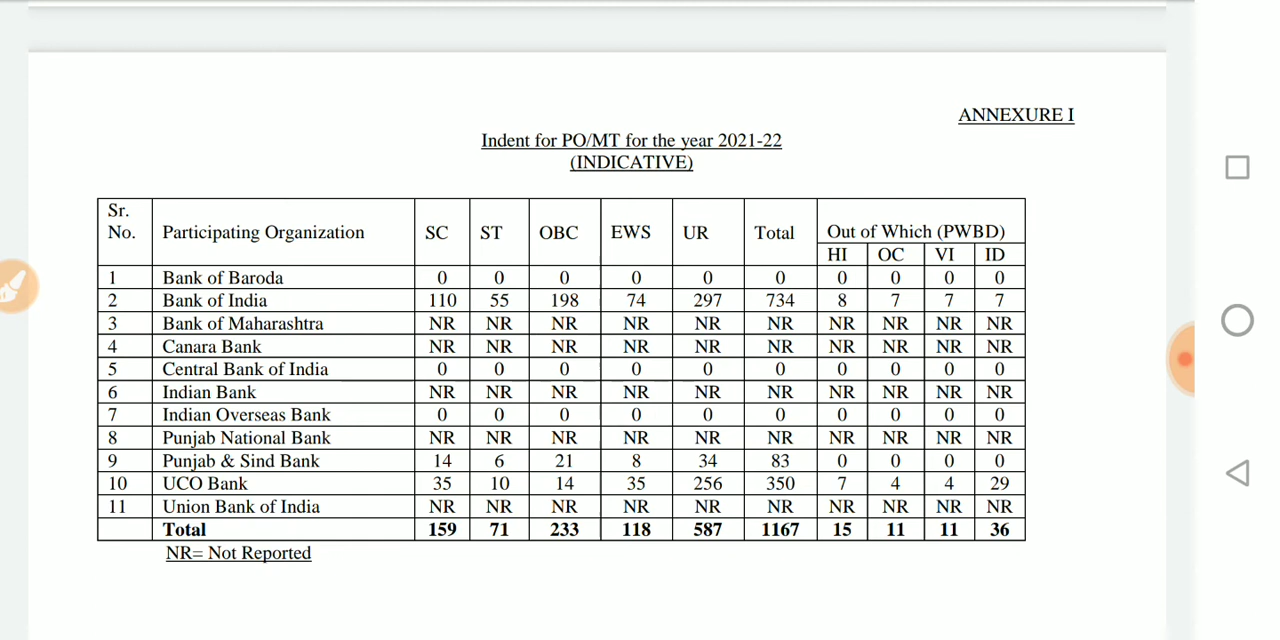 ANNEXURE I
Indent for PO/MT for the year 2021-22
(INDICATIVE)
Sr. No. Participating Organization SC ST OBC EWS UR Total Out of Which (PWBD)
HI OC VI ID
1 Bank of Baroda 0 0 0 0 0 0 0 0 0 0
2 Bank of India 110 55 198 74 297 734 8 7 7 7
3 Bank of Maharashtra NR NR NR NR NR NR NR NR NR NR
4 Canara Bank NR NR NR NR NR NR NR NR NR NR
5 Central Bank of India 0 0 0 0 0 0 0 0 0 0
6 Indian Bank NR NR NR NR NR NR NR NR NR NR
7 Indian Overseas Bank 0 0 0 0 0 0 0 0 0 0
8 Punjab National Bank NR NR NR NR NR NR NR NR NR NR
9 Punjab & Sind Bank 14 6 21 8 34 83 0 0 0 0
10 UCO Bank 35 10 14 35 256 350 7 4 4 29
11 Union Bank of India NR NR NR NR NR NR NR NR NR NR
Total 159 71 233 118 587 1167 15 11 11 36
NR= Not Reported